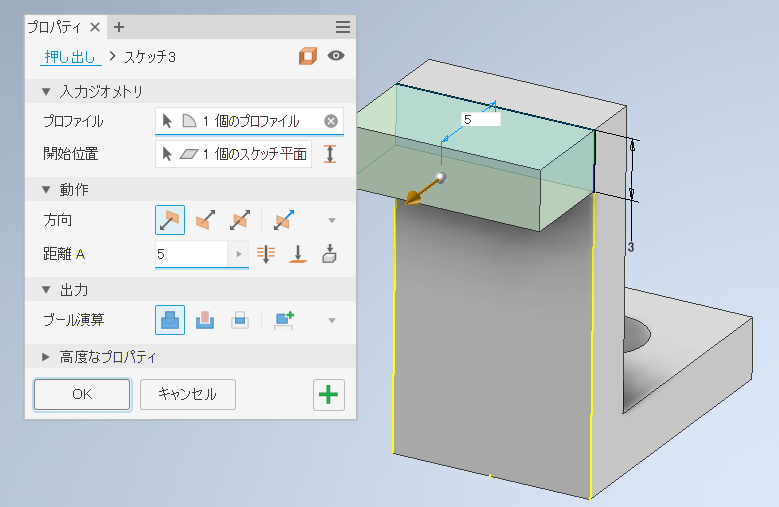 プロパティ × +
押し出し > スケッチ3
▼ 入力ジオメトリ
プロファイル 1 個のプロファイル
開始位置 1 個のスケッチ平面
▼ 動作
方向
距離 A 5
▼ 出力
ブール演算
▶ 高度なプロパティ
OK キャンセル
5
3